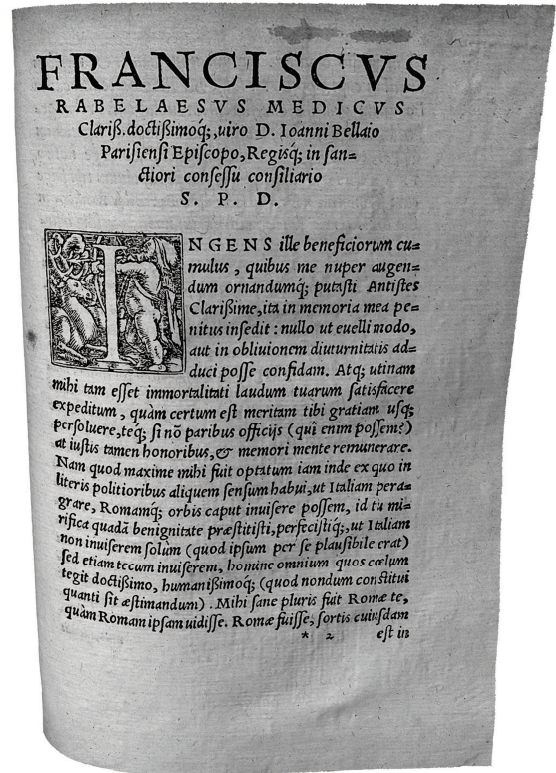 FRANCISCVS
RABELAESVS MEDICVS
Clariß. doctißimoq́;, uiro D. Ioanni Bellaio
Parisiensi Episcopo, Regisq́; in san=
ctiori consessu consiliario
S. P. D.
INGENS ille beneficiorum cu=
mulus, quibus me nuper augen=
dum ornandumq́; putasti Antistes
Clarißime, ita in memoria mea pe=
nitus insedit: nullo ut euelli modo,
aut in obliuionem diuturnitatis ad=
duci posse confidam. Atq; utinam
mihi tam esset immortalitati laudum tuarum satisfacere
expeditum, quàm certum est meritam tibi gratiam usq;
persoluere, teq́; si nõ paribus officijs (quî enim possem?)
at iustis tamen honoribus, & memori mente remunerare.
Nam quod maxime mihi fuit optatum iam inde ex quo in
literis politioribus aliquem sensum habui, ut Italiam pera=
grare, Romamq; orbis caput inuisere possem, id tu mi=
rifica quadã benignitate præstitisti, perfecistiq́;, ut Italiam
non inuiserem solum (quod ipsum per se plausibile erat)
sed etiam tecum inuiserem, homine omnium quos cœlum
tegit doctißimo, humanißimoq́; (quod nondum constitui
quanti sit æstimandum). Mihi sane pluris fuit Romæ te,
quàm Romam ipsam uidisse. Romæ fuisse, sortis cuiusdam
* 2 est in